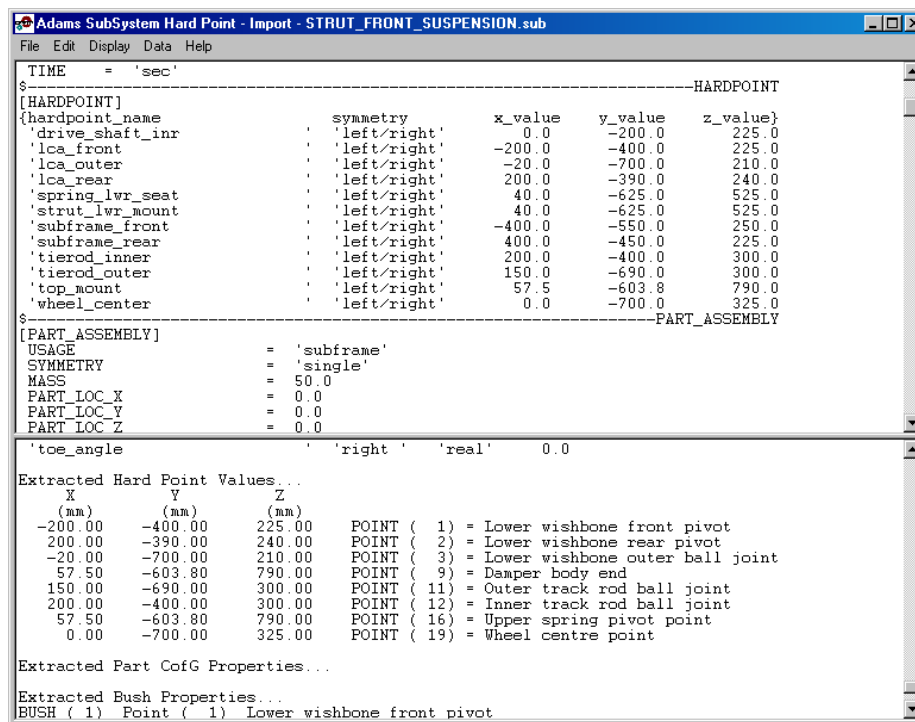 Adams SubSystem Hard Point - Import - STRUT_FRONT_SUSPENSION.sub
File Edit Display Data Help
TIME = 'sec'
$---------------------------------------------------------------------HARDPOINT
[HARDPOINT]
{hardpoint_name symmetry x_value y_value z_value}
'drive_shaft_inr ' 'left/right' 0.0 -200.0 225.0
'lca_front ' 'left/right' -200.0 -400.0 225.0
'lca_outer ' 'left/right' -20.0 -700.0 210.0
'lca_rear ' 'left/right' 200.0 -390.0 240.0
'spring_lwr_seat ' 'left/right' 40.0 -625.0 525.0
'strut_lwr_mount ' 'left/right' 40.0 -625.0 525.0
'subframe_front ' 'left/right' -400.0 -550.0 250.0
'subframe_rear ' 'left/right' 400.0 -450.0 225.0
'tierod_inner ' 'left/right' 200.0 -400.0 300.0
'tierod_outer ' 'left/right' 150.0 -690.0 300.0
'top_mount ' 'left/right' 57.5 -603.8 790.0
'wheel_center ' 'left/right' 0.0 -700.0 325.0
$-----------------------------------------------------------------PART_ASSEMBLY
[PART_ASSEMBLY]
USAGE = 'subframe'
SYMMETRY = 'single'
MASS = 50.0
PART_LOC_X = 0.0
PART_LOC_Y = 0.0
PART_LOC_Z = 0.0
'toe_angle ' 'right ' 'real' 0.0
Extracted Hard Point Values...
X Y Z
(mm) (mm) (mm)
-200.00 -400.00 225.00 POINT ( 1) = Lower wishbone front pivot
200.00 -390.00 240.00 POINT ( 2) = Lower wishbone rear pivot
-20.00 -700.00 210.00 POINT ( 3) = Lower wishbone outer ball joint
57.50 -603.80 790.00 POINT ( 9) = Damper body end
150.00 -690.00 300.00 POINT ( 11) = Outer track rod ball joint
200.00 -400.00 300.00 POINT ( 12) = Inner track rod ball joint
57.50 -603.80 790.00 POINT ( 16) = Upper spring pivot point
0.00 -700.00 325.00 POINT ( 19) = Wheel centre point
Extracted Part CofG Properties...
Extracted Bush Properties...
BUSH ( 1) Point ( 1) Lower wishbone front pivot